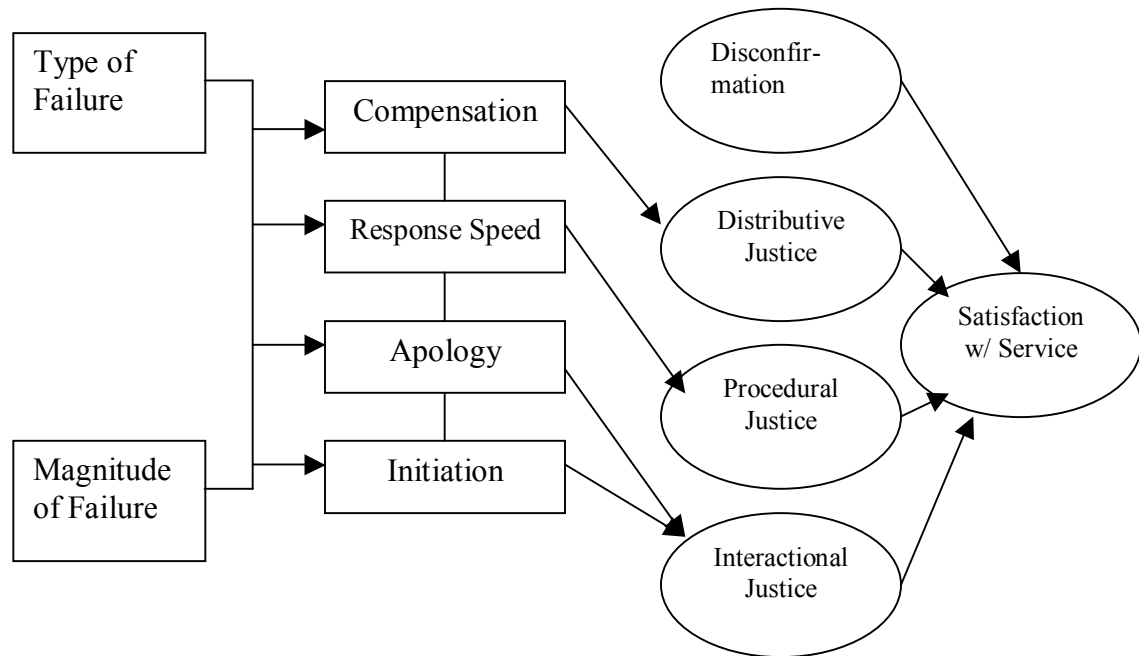 Type of
Failure
Magnitude
of Failure
Compensation
Response Speed
Apology
Initiation
Disconfir-
mation
Distributive
Justice
Procedural
Justice
Interactional
Justice
Satisfaction
w/ Service